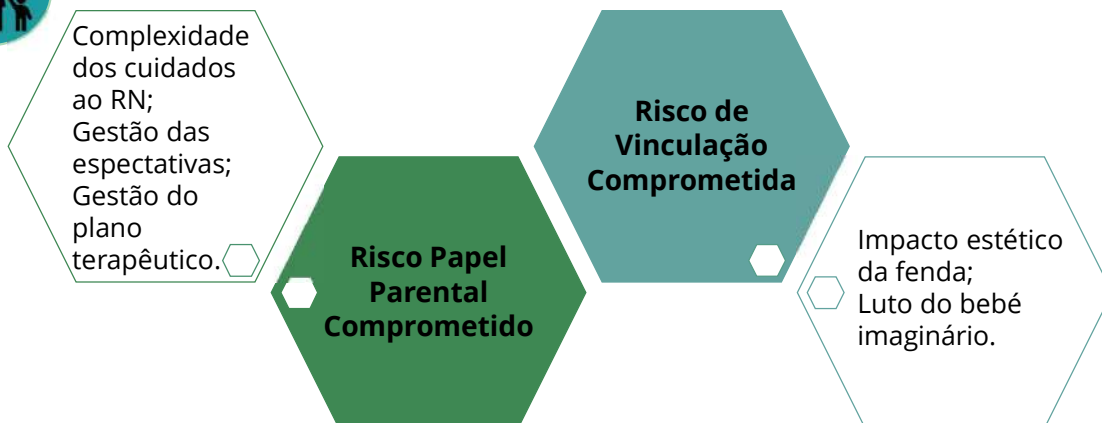 Complexidade
dos cuidados
ao RN;
Gestão das
espectativas;
Gestão do
plano
terapêutico.
Risco Papel
Parental
Comprometido
Risco de
Vinculação
Comprometida
Impacto estético
da fenda;
Luto do bebé
imaginário.